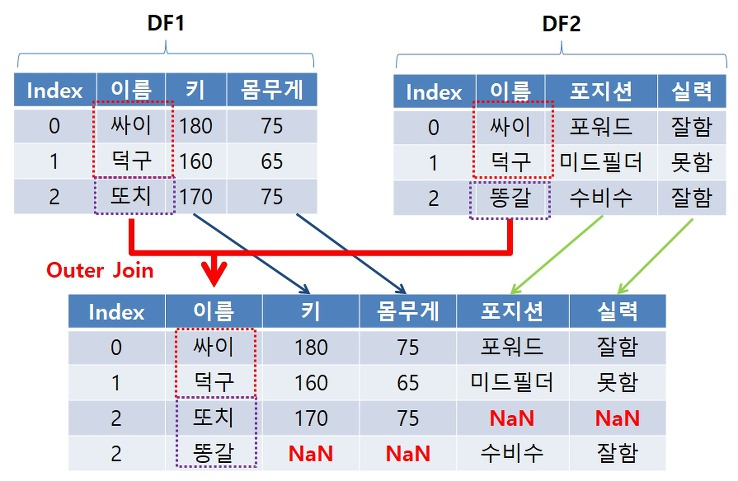 DF1
DF2
Index 이름 키 몸무게
0 싸이 180 75
1 덕구 160 65
2 또치 170 75
Index 이름 포지션 실력
0 싸이 포워드 잘함
1 덕구 미드필더 못함
2 똥갈 수비수 잘함
Outer Join
Index 이름 키 몸무게 포지션 실력
0 싸이 180 75 포워드 잘함
1 덕구 160 65 미드필더 못함
2 또치 170 75 NaN NaN
2 똥갈 NaN NaN 수비수 잘함